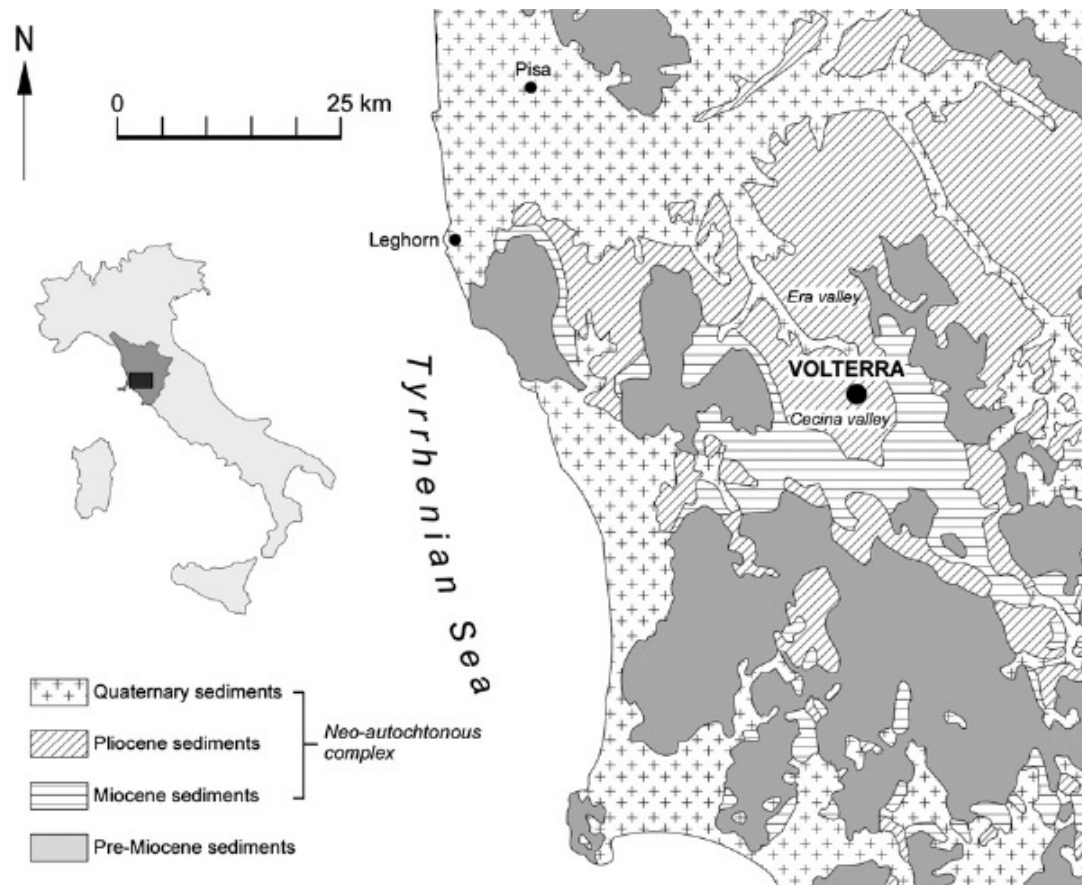 N
0
25 km
Pisa
Leghorn
Era valley
VOLTERRA
Cecina valley
Tyrrhenian Sea
Quaternary sediments
Pliocene sediments
Neo-autochtonous
complex
Miocene sediments
Pre-Miocene sediments